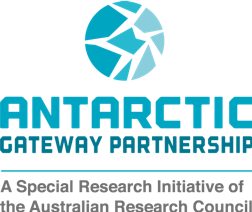 ANTARCTIC
GATEWAY PARTNERSHIP
A Special Research Initiative of
the Australian Research Council